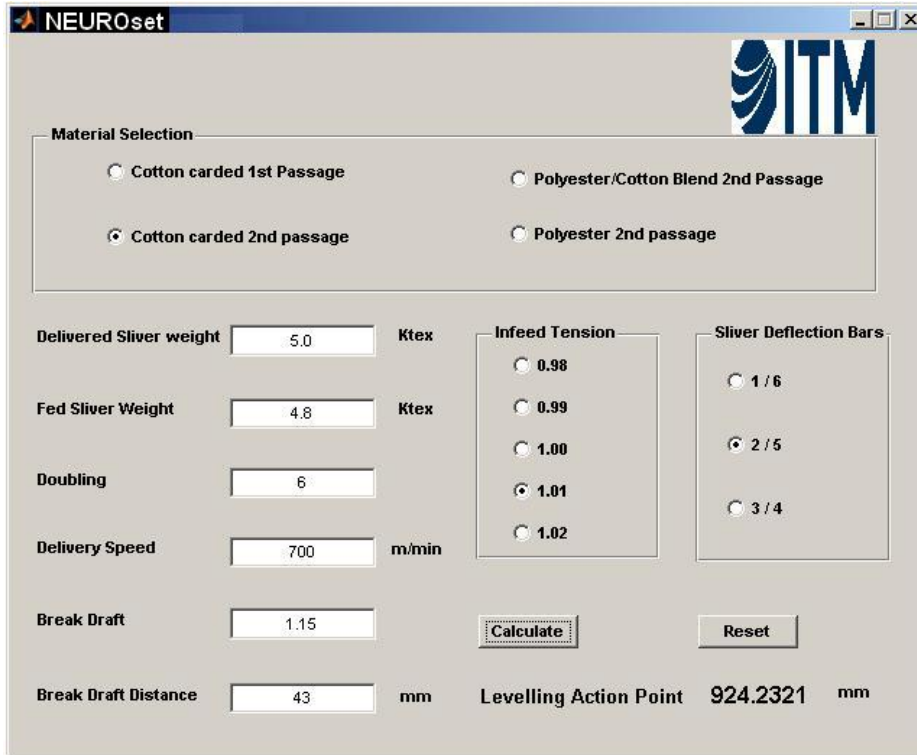 NEUROset
ITM
Material Selection
Cotton carded 1st Passage
Polyester/Cotton Blend 2nd Passage
Cotton carded 2nd passage
Polyester 2nd passage
Delivered Sliver weight 5.0 Ktex
Fed Sliver Weight 4.8 Ktex
Doubling 6
Delivery Speed 700 m/min
Break Draft 1.15
Break Draft Distance 43 mm
Infeed Tension
0.98
0.99
1.00
1.01
1.02
Sliver Deflection Bars
1 / 6
2 / 5
3 / 4
Calculate
Reset
Levelling Action Point 924.2321 mm